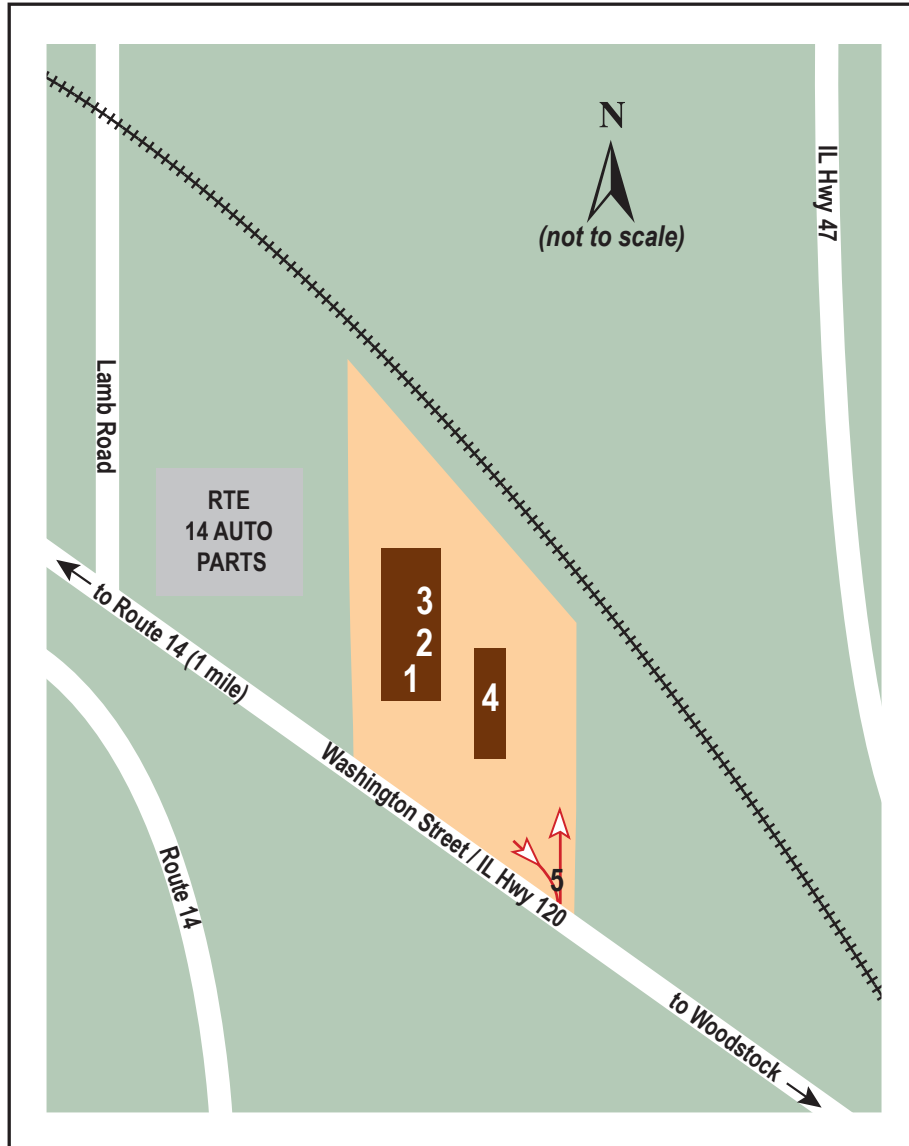 N
(not to scale)
IL Hwy 47
Lamb Road
RTE
14 AUTO
PARTS
3
2
1
4
to Route 14 (1 mile)
Washington Street / IL Hwy 120
5
Route 14
to Woodstock